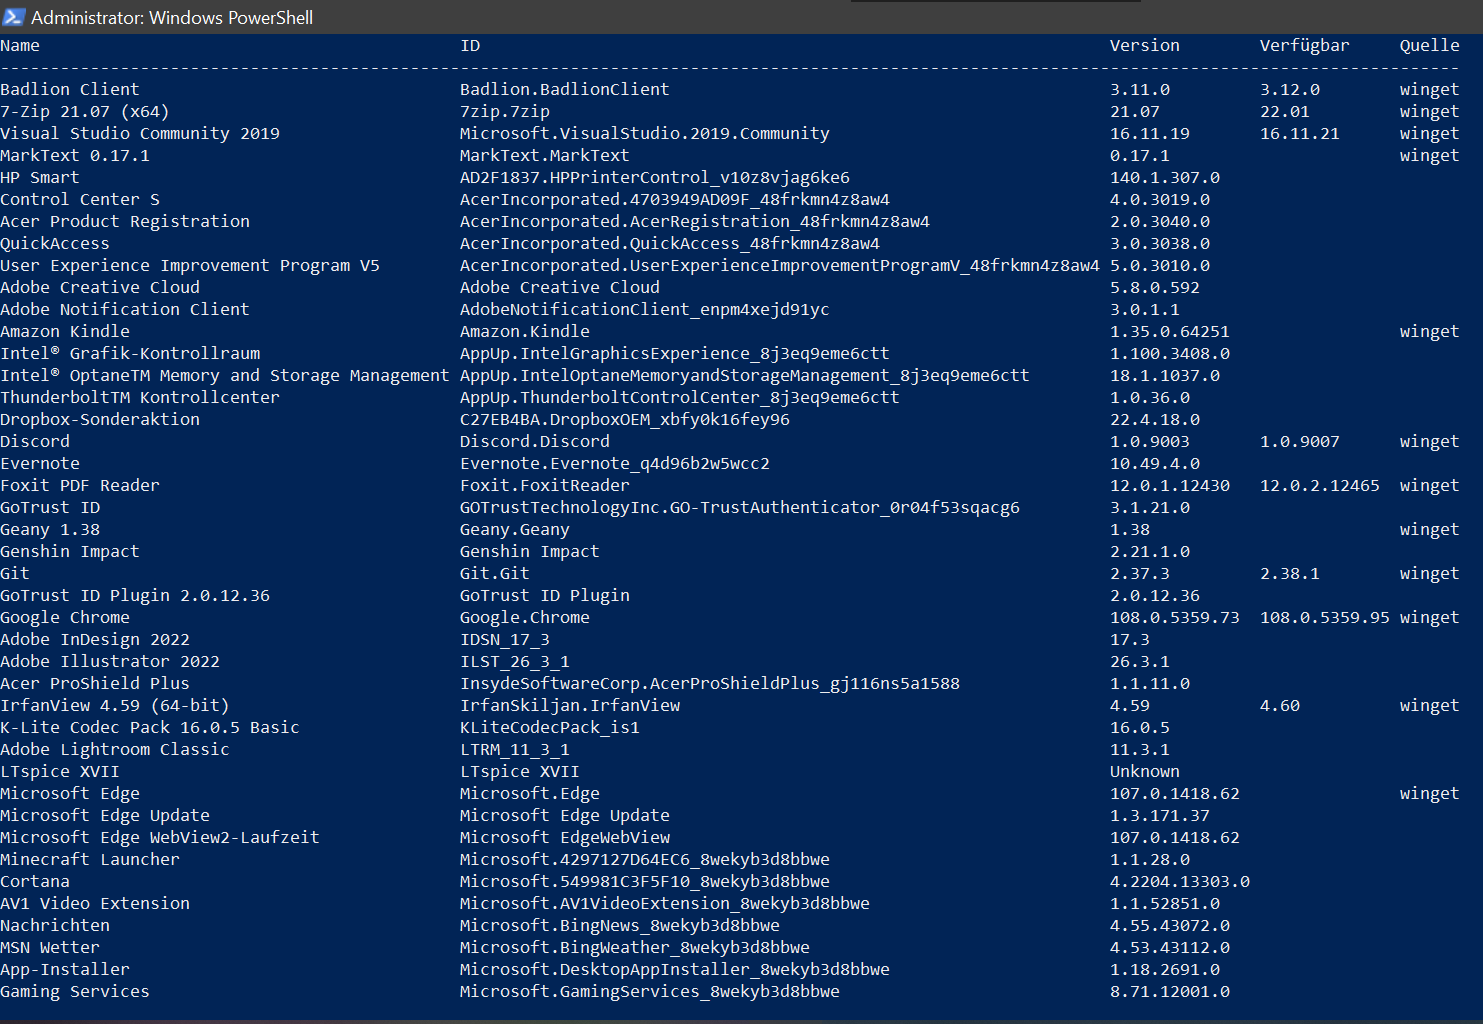 Administrator: Windows PowerShell
Name ID Version Verfügbar Quelle
--------------------------------------------------------------------------------------------------------------------------------------------------
Badlion Client Badlion.BadlionClient 3.11.0 3.12.0 winget
7-Zip 21.07 (x64) 7zip.7zip 21.07 22.01 winget
Visual Studio Community 2019 Microsoft.VisualStudio.2019.Community 16.11.19 16.11.21 winget
MarkText 0.17.1 MarkText.MarkText 0.17.1 winget
HP Smart AD2F1837.HPPrinterControl_v10z8vjag6ke6 140.1.307.0
Control Center S AcerIncorporated.4703949AD09F_48frkmn4z8aw4 4.0.3019.0
Acer Product Registration AcerIncorporated.AcerRegistration_48frkmn4z8aw4 2.0.3040.0
QuickAccess AcerIncorporated.QuickAccess_48frkmn4z8aw4 3.0.3038.0
User Experience Improvement Program V5 AcerIncorporated.UserExperienceImprovementProgramV_48frkmn4z8aw4 5.0.3010.0
Adobe Creative Cloud Adobe Creative Cloud 5.8.0.592
Adobe Notification Client AdobeNotificationClient_enpm4xejd91yc 3.0.1.1
Amazon Kindle Amazon.Kindle 1.35.0.64251 winget
Intel® Grafik-Kontrollraum AppUp.IntelGraphicsExperience_8j3eq9eme6ctt 1.100.3408.0
Intel® OptaneTM Memory and Storage Management AppUp.IntelOptaneMemoryandStorageManagement_8j3eq9eme6ctt 18.1.1037.0
ThunderboltTM Kontrollcenter AppUp.ThunderboltControlCenter_8j3eq9eme6ctt 1.0.36.0
Dropbox-Sonderaktion C27EB4BA.DropboxOEM_xbfy0k16fey96 22.4.18.0
Discord Discord.Discord 1.0.9003 1.0.9007 winget
Evernote Evernote.Evernote_q4d96b2w5wcc2 10.49.4.0
Foxit PDF Reader Foxit.FoxitReader 12.0.1.12430 12.0.2.12465 winget
GoTrust ID GOTrustTechnologyInc.GO-TrustAuthenticator_0r04f53sqacg6 3.1.21.0
Geany 1.38 Geany.Geany 1.38 winget
Genshin Impact Genshin Impact 2.21.1.0
Git Git.Git 2.37.3 2.38.1 winget
GoTrust ID Plugin 2.0.12.36 GoTrust ID Plugin 2.0.12.36
Google Chrome Google.Chrome 108.0.5359.73 108.0.5359.95 winget
Adobe InDesign 2022 IDSN_17_3 17.3
Adobe Illustrator 2022 ILST_26_3_1 26.3.1
Acer ProShield Plus InsydeSoftwareCorp.AcerProShieldPlus_gj116ns5a1588 1.1.11.0
IrfanView 4.59 (64-bit) IrfanSkiljan.IrfanView 4.59 4.60 winget
K-Lite Codec Pack 16.0.5 Basic KLiteCodecPack_is1 16.0.5
Adobe Lightroom Classic LTRM_11_3_1 11.3.1
LTspice XVII LTspice XVII Unknown
Microsoft Edge Microsoft.Edge 107.0.1418.62 winget
Microsoft Edge Update Microsoft Edge Update 1.3.171.37
Microsoft Edge WebView2-Laufzeit Microsoft EdgeWebView 107.0.1418.62
Minecraft Launcher Microsoft.4297127D64EC6_8wekyb3d8bbwe 1.1.28.0
Cortana Microsoft.549981C3F5F10_8wekyb3d8bbwe 4.2204.13303.0
AV1 Video Extension Microsoft.AV1VideoExtension_8wekyb3d8bbwe 1.1.52851.0
Nachrichten Microsoft.BingNews_8wekyb3d8bbwe 4.55.43072.0
MSN Wetter Microsoft.BingWeather_8wekyb3d8bbwe 4.53.43112.0
App-Installer Microsoft.DesktopAppInstaller_8wekyb3d8bbwe 1.18.2691.0
Gaming Services Microsoft.GamingServices_8wekyb3d8bbwe 8.71.12001.0